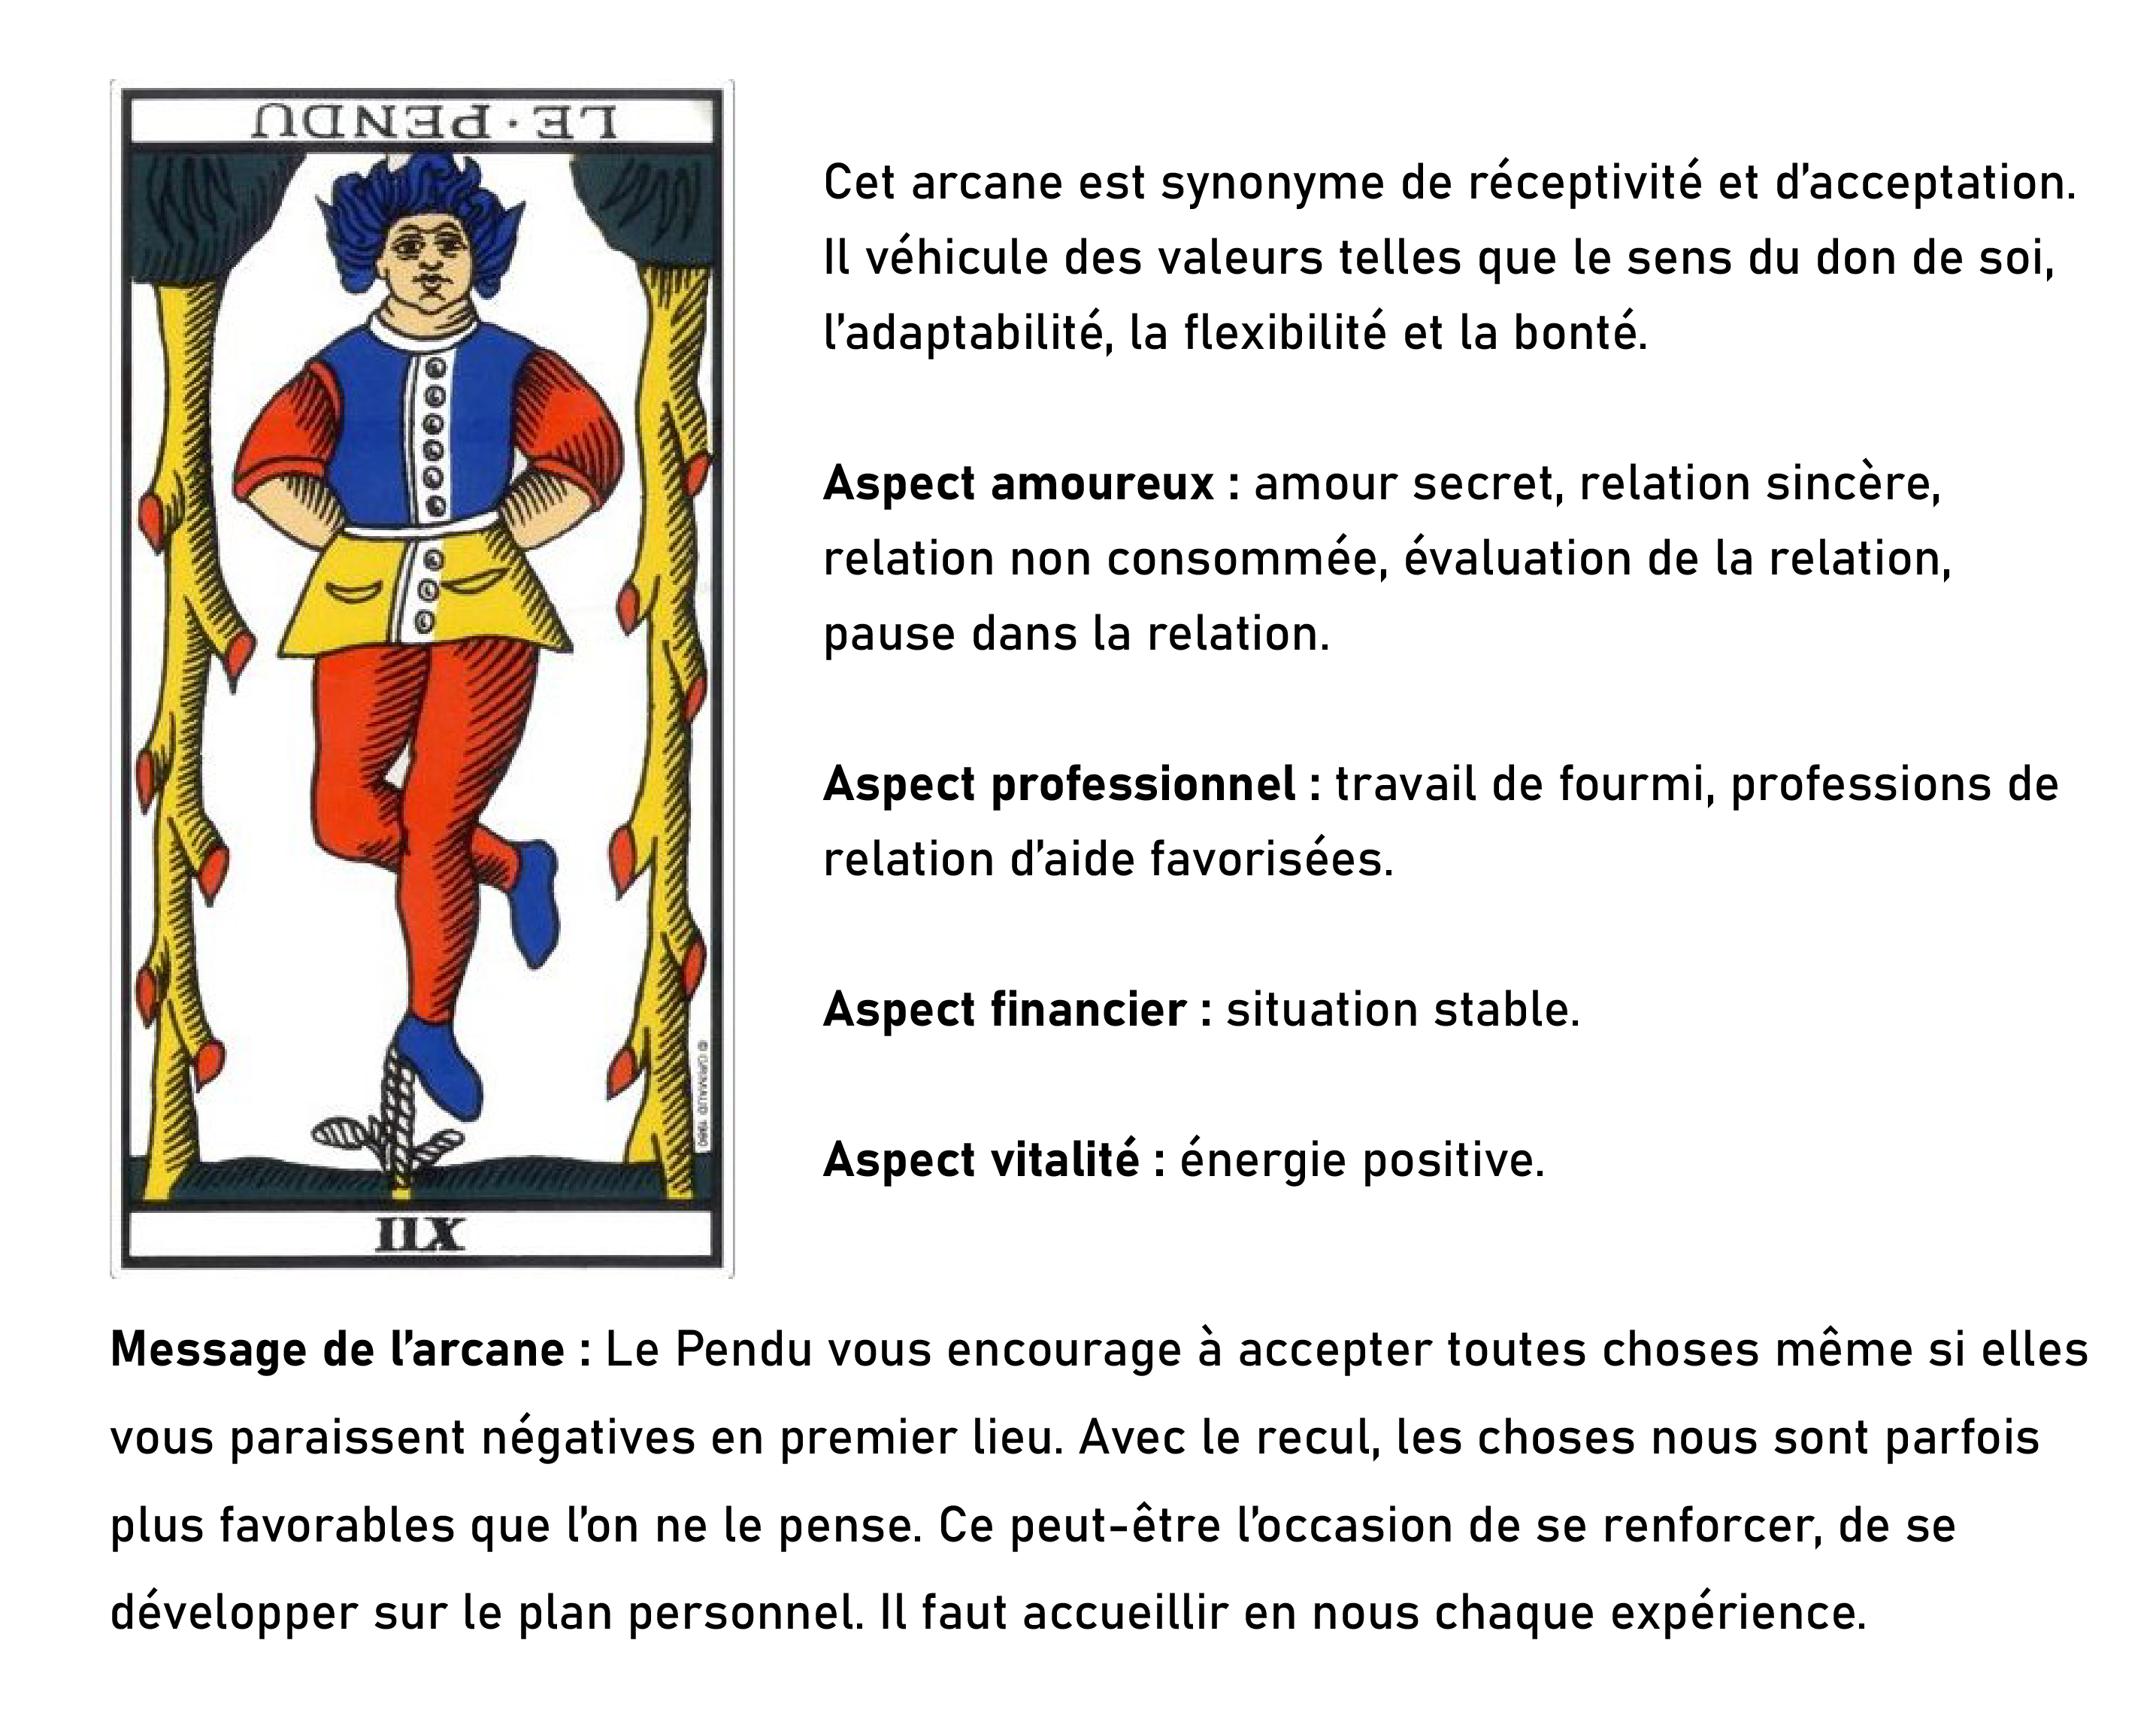 LE·PENDU
Cet arcane est synonyme de réceptivité et d’acceptation.
Il véhicule des valeurs telles que le sens du don de soi,
l’adaptabilité, la flexibilité et la bonté.
Aspect amoureux : amour secret, relation sincère,
relation non consommée, évaluation de la relation,
pause dans la relation.
Aspect professionnel : travail de fourmi, professions de
relation d’aide favorisées.
Aspect financier : situation stable.
Aspect vitalité : énergie positive.
© GRIMAUD 1980
XII
Message de l’arcane : Le Pendu vous encourage à accepter toutes choses même si elles
vous paraissent négatives en premier lieu. Avec le recul, les choses nous sont parfois
plus favorables que l’on ne le pense. Ce peut-être l’occasion de se renforcer, de se
développer sur le plan personnel. Il faut accueillir en nous chaque expérience.